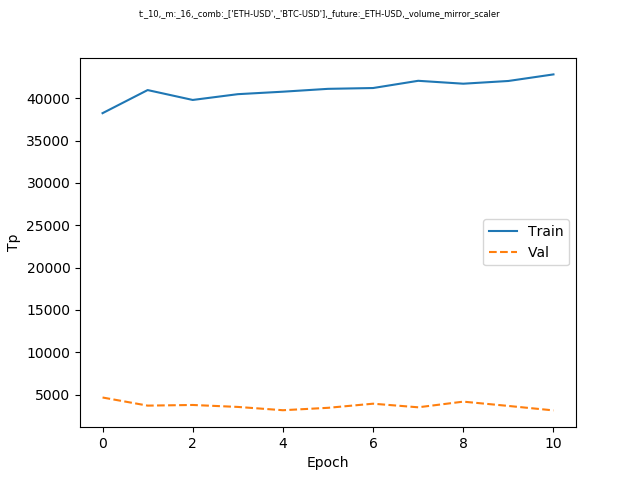 t:_10,_m:_16,_comb:_['ETH-USD',_'BTC-USD'],_future:_ETH-USD,_volume_mirror_scaler
40000
35000
30000
25000
20000
15000
10000
5000
Tp
Train
Val
0 2 4 6 8 10
Epoch